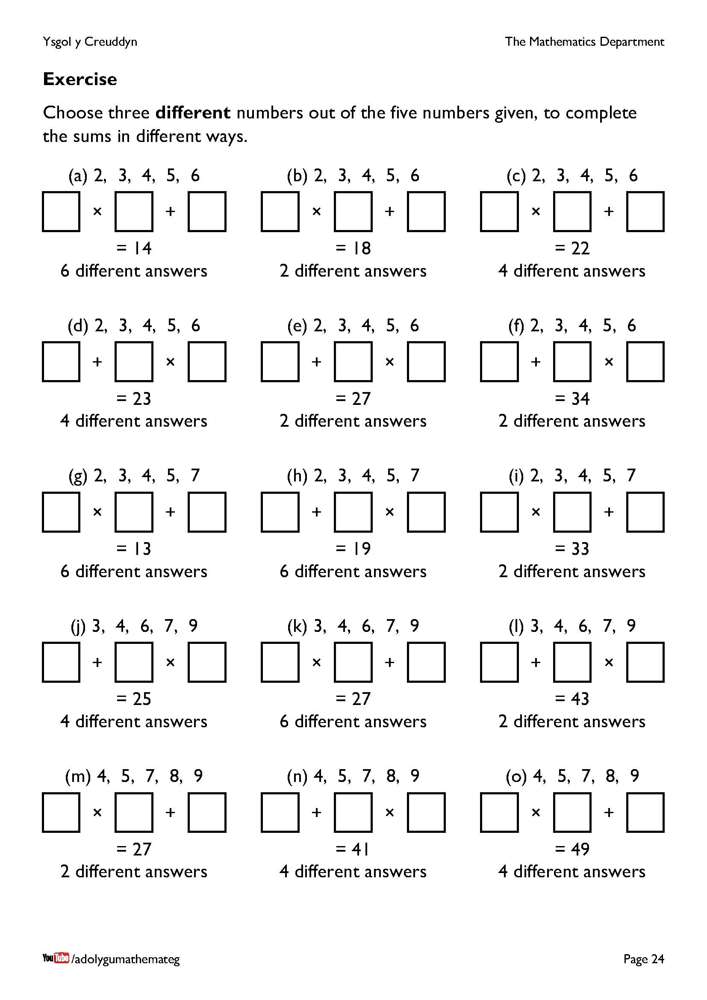 Ysgol y Creuddyn
The Mathematics Department
Exercise
Choose three different numbers out of the five numbers given, to complete
the sums in different ways.
(a) 2, 3, 4, 5, 6
× +
= 14
6 different answers
(b) 2, 3, 4, 5, 6
× +
= 18
2 different answers
(c) 2, 3, 4, 5, 6
× +
= 22
4 different answers
(d) 2, 3, 4, 5, 6
+ ×
= 23
4 different answers
(e) 2, 3, 4, 5, 6
+ ×
= 27
2 different answers
(f) 2, 3, 4, 5, 6
+ ×
= 34
2 different answers
(g) 2, 3, 4, 5, 7
× +
= 13
6 different answers
(h) 2, 3, 4, 5, 7
+ ×
= 19
6 different answers
(i) 2, 3, 4, 5, 7
× +
= 33
2 different answers
(j) 3, 4, 6, 7, 9
+ ×
= 25
4 different answers
(k) 3, 4, 6, 7, 9
× +
= 27
6 different answers
(l) 3, 4, 6, 7, 9
+ ×
= 43
2 different answers
(m) 4, 5, 7, 8, 9
× +
= 27
2 different answers
(n) 4, 5, 7, 8, 9
+ ×
= 41
4 different answers
(o) 4, 5, 7, 8, 9
× +
= 49
4 different answers
YouTube/adolygumathemateg
Page 24